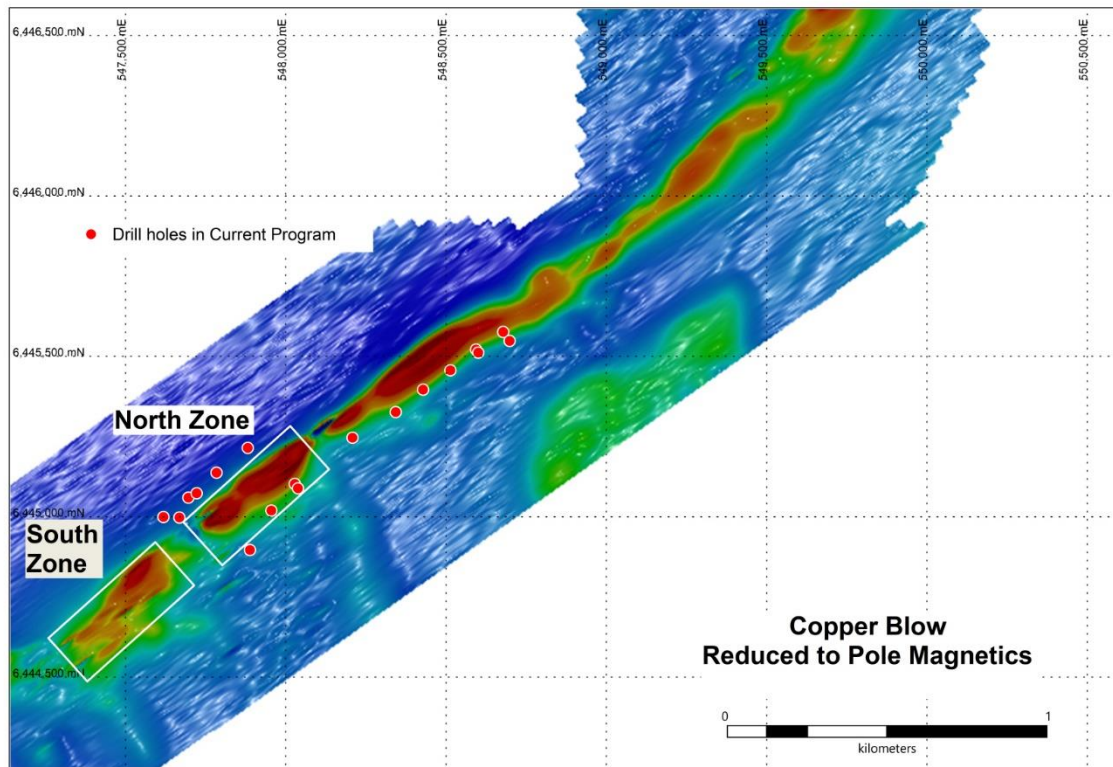 6,446,500.mN
547,500.mE
548,000.mE
548,500.mE
549,000.mE
549,500.mE
550,000.mE
550,500.mE
6,446,000.mN
Drill holes in Current Program
6,445,500.mN
North Zone
6,445,000.mN
South
Zone
Copper Blow
Reduced to Pole Magnetics
6,444,500.mN
0 1
kilometers